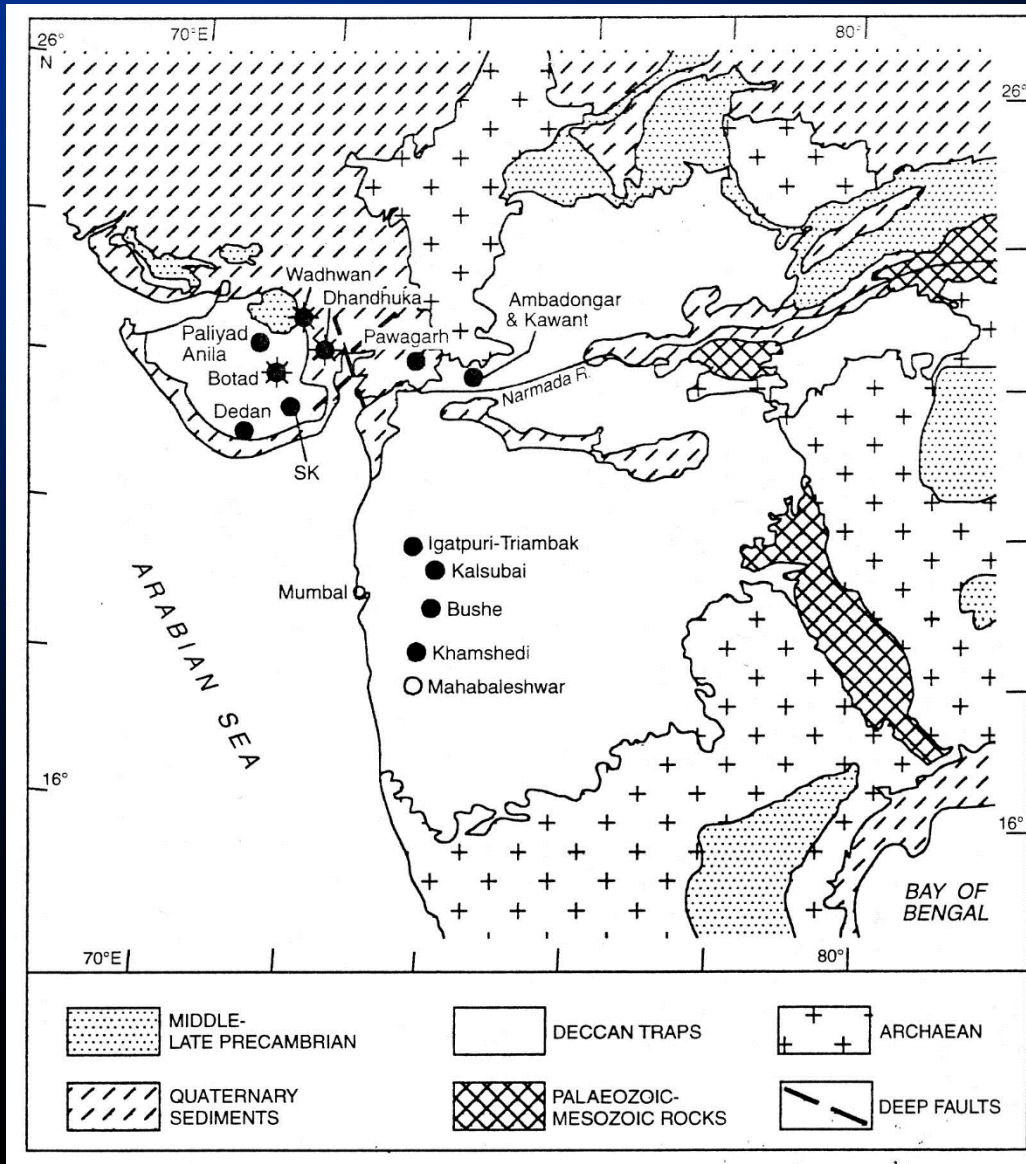 70°E
80°
26°
N
26°
Wadhwan
Dhandhuka
Ambadongar
& Kawant
Pawagarh
Paliyad
Anila
Botad
Narmada R.
Dedan
SK
Igatpuri-Triambak
Kalsubai
Mumbal
Bushe
Khamshedi
Mahabaleshwar
ARABIAN SEA
16°
16°
BAY OF
BENGAL
70°E
80°
MIDDLE-
LATE PRECAMBRIAN
DECCAN TRAPS
ARCHAEAN
QUATERNARY
SEDIMENTS
PALAEOZOIC-
MESOZOIC ROCKS
DEEP FAULTS